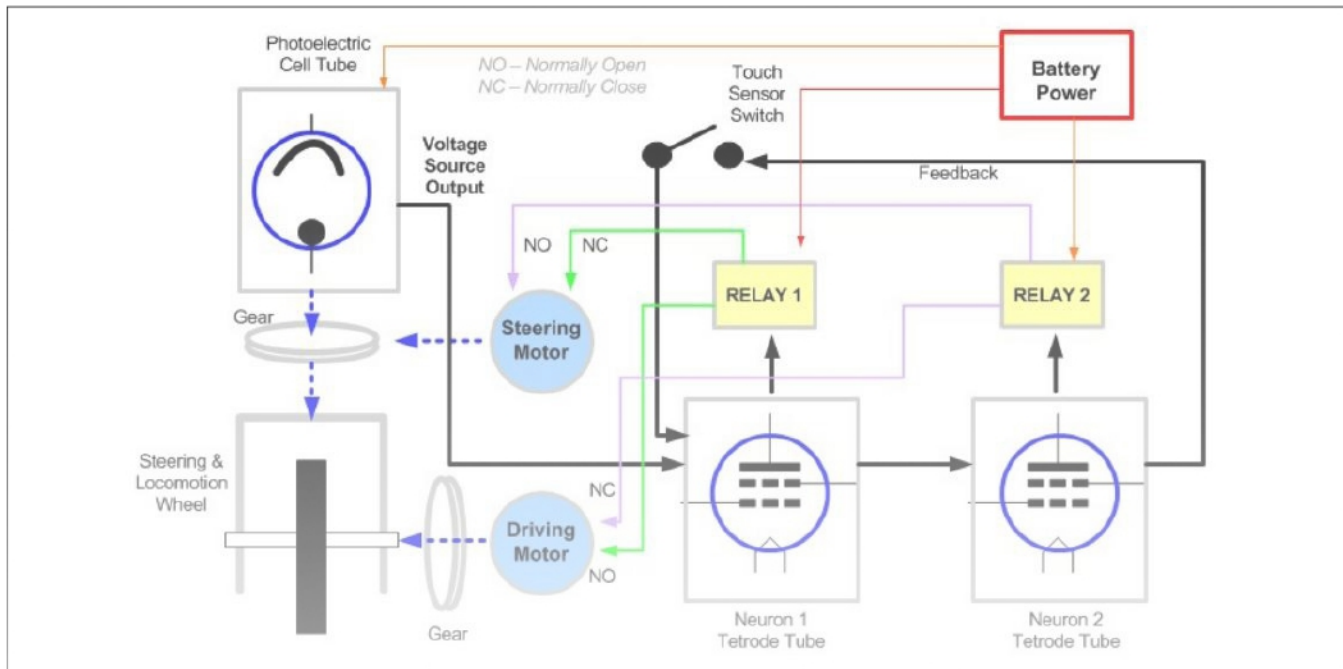 Photoelectric
Cell Tube
NO – Normally Open
NC – Normally Close
Touch
Sensor
Switch
Battery
Power
Voltage
Source
Output
Feedback
NO
NC
RELAY 1
RELAY 2
Gear
Steering
Motor
Steering &
Locomotion
Wheel
NC
Driving
Motor
NO
Gear
Neuron 1
Tetrode Tube
Neuron 2
Tetrode Tube